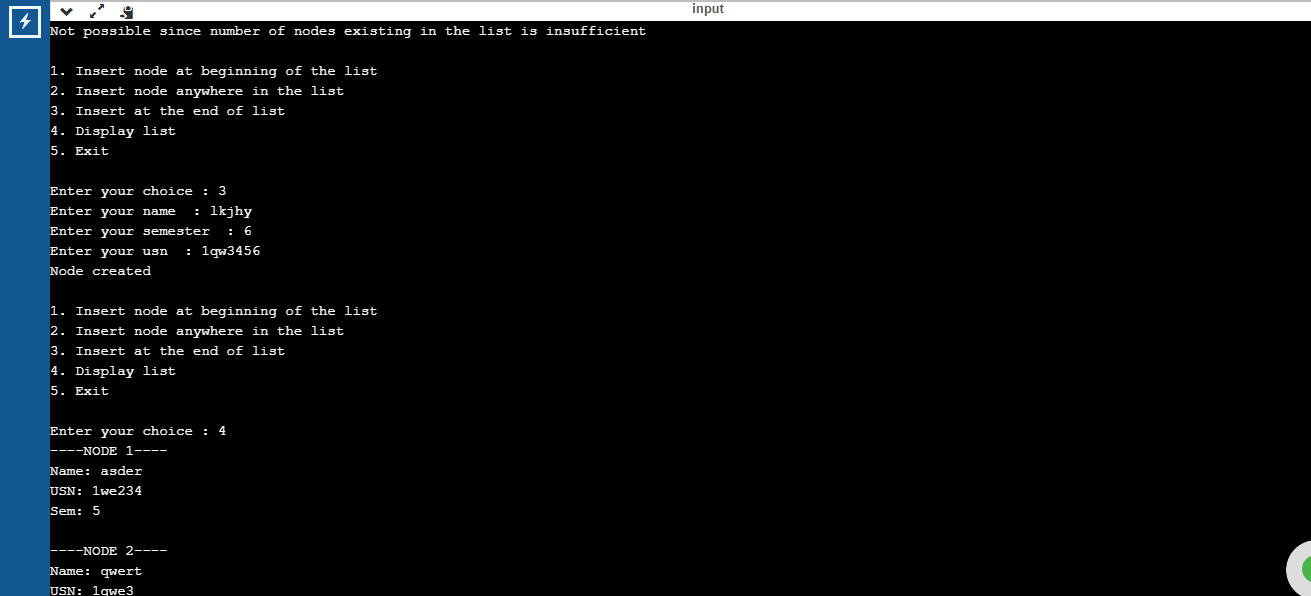 input
Not possible since number of nodes existing in the list is insufficient
1. Insert node at beginning of the list
2. Insert node anywhere in the list
3. Insert at the end of list
4. Display list
5. Exit
Enter your choice : 3
Enter your name  : lkjhy
Enter your semester  : 6
Enter your usn  : 1qw3456
Node created
1. Insert node at beginning of the list
2. Insert node anywhere in the list
3. Insert at the end of list
4. Display list
5. Exit
Enter your choice : 4
----NODE 1----
Name: asder
USN: 1we234
Sem: 5
----NODE 2----
Name: qwert
USN: 1qwe3